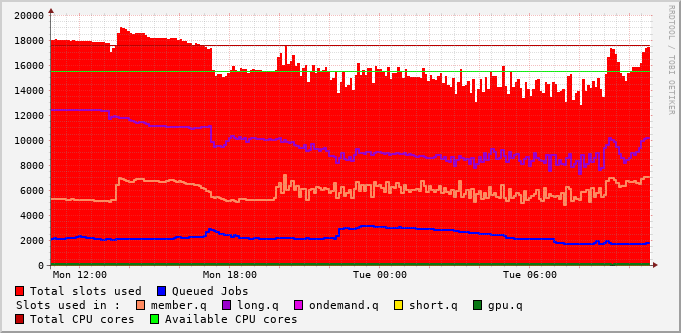 20000
18000
16000
14000
12000
10000
8000
6000
4000
2000
0
Mon 12:00 Mon 18:00 Tue 00:00 Tue 06:00
RRDTOOL / TOBI OETIKER
Total slots used Queued Jobs
Slots used in : member.q long.q ondemand.q short.q gpu.q
Total CPU cores Available CPU cores